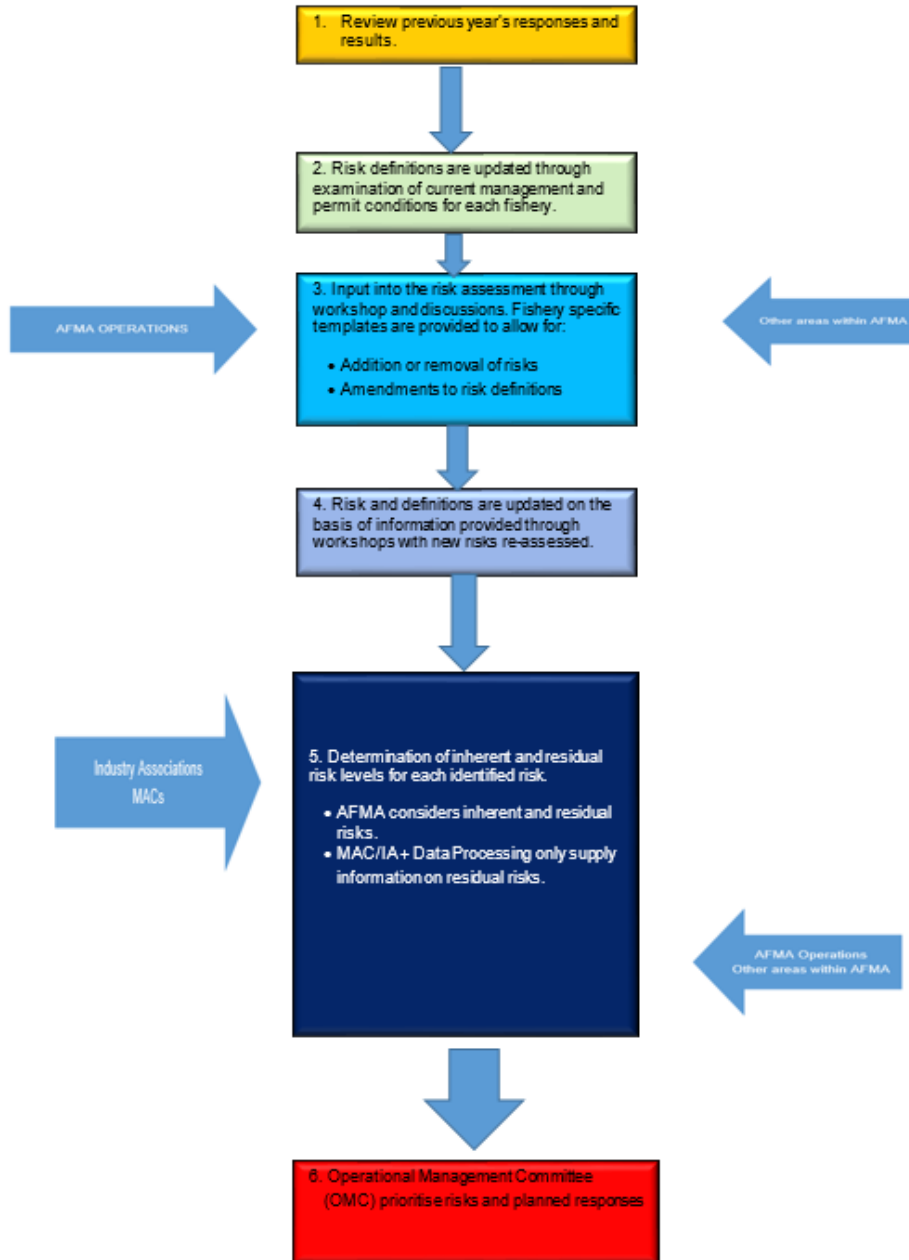 1. Review previous year's responses and
results.
2. Risk definitions are updated through
examination of current management and
permit conditions for each fishery.
AFMA OPERATIONS
3. Input into the risk assessment through
workshop and discussions. Fishery specific
templates are provided to allow for:
• Addition or removal of risks
• Amendments to risk definitions
Other areas within AFMA
4. Risk and definitions are updated on the
basis of information provided through
workshops with new risks re-assessed.
Industry Associations
MACs
5. Determination of inherent and residual
risk levels for each identified risk.
• AFMA considers inherent and residual
risks.
• MAC/IA + Data Processing only supply
information on residual risks.
AFMA Operations
Other areas within AFMA
6. Operational Management Committee
(OMC) prioritise risks and planned responses